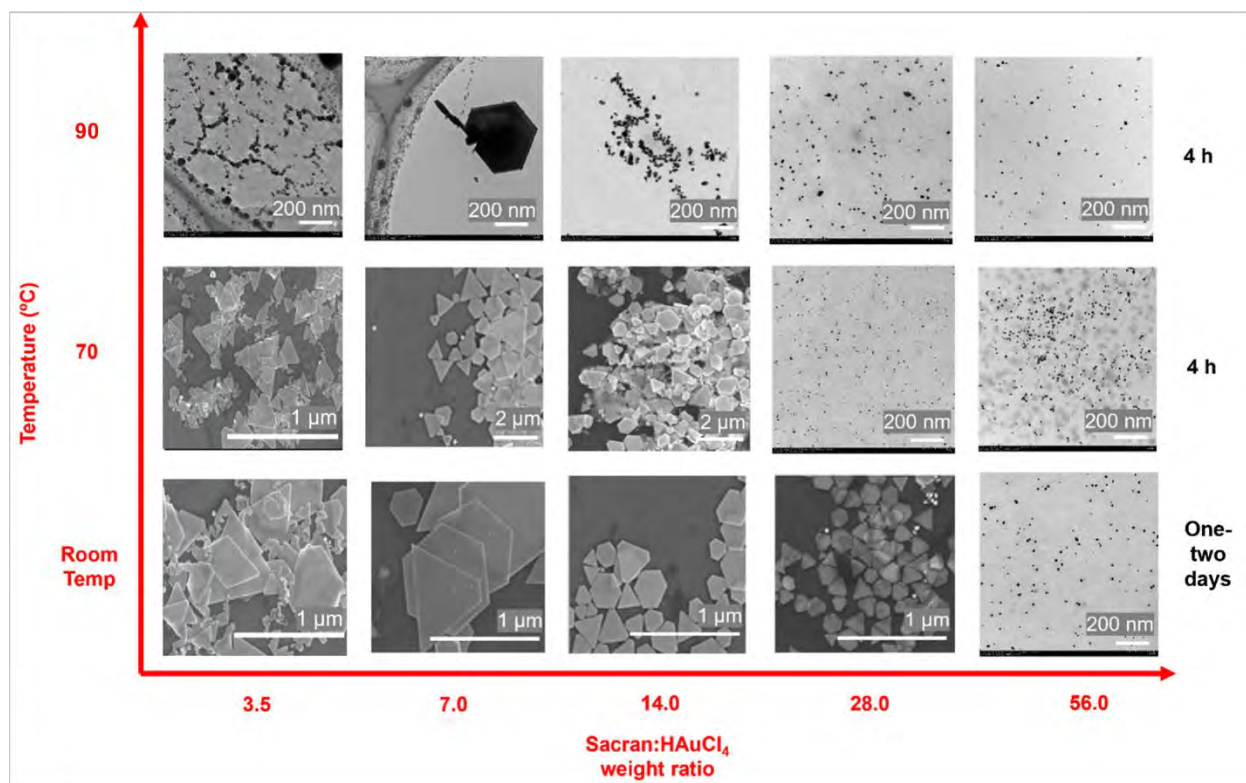 90
200 nm
200 nm
200 nm
200 nm
200 nm
4 h
Temperature (ºC)
70
1 µm
2 µm
2 µm
200 nm
200 nm
4 h
Room
Temp
1 µm
1 µm
1 µm
1 µm
200 nm
One-
two
days
3.5
7.0
14.0
28.0
56.0
Sacran:HAuCl₄
weight ratio